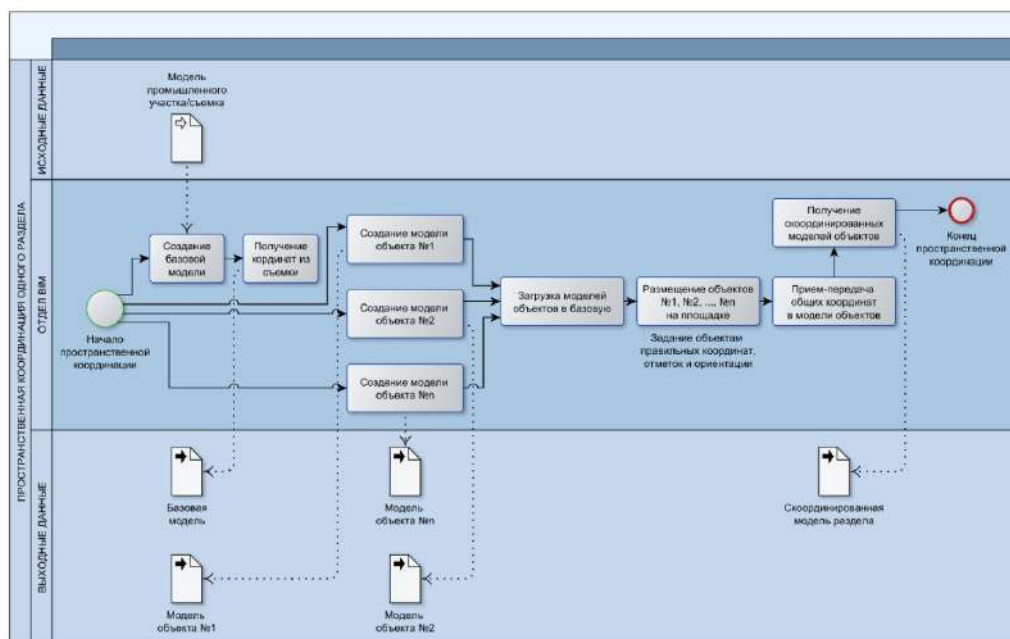 ПРОСТРАНСТВЕННАЯ КООРДИНАЦИЯ ОДНОГО РАЗДЕЛА
ИСХОДНЫЕ ДАННЫЕ
Модель
промышленного
участка/съемка
ОТДЕЛ BIM
Начало
пространственной
координации
Создание
базовой
модели
Получение
кординат из
съемки
Создание модели
объекта №1
Создание модели
объекта №2
Создание модели
объекта №n
Загрузка моделей
объектов в базовую
Размещение объектов
№1, №2, ..., №n
на площадке
Задание объектам
правильных координат,
отметок и ориентации
Прием-передача
общих координат
в модели объектов
Получение
скоординированных
моделей объектов
Конец
пространственной
координации
ВЫХОДНЫЕ ДАННЫЕ
Базовая
модель
Модель
объекта №n
Скоординированная
модель раздела
Модель
объекта №1
Модель
объекта №2